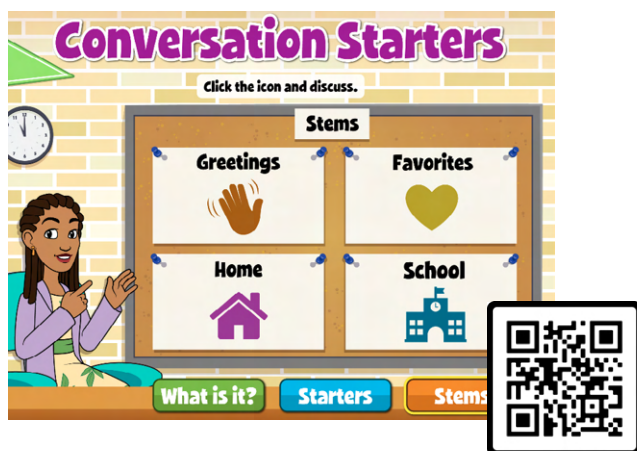 Conversation Starters
Click the icon and discuss.
Stems
Greetings
Favorites
Home
School
What is it?
Starters
Stems